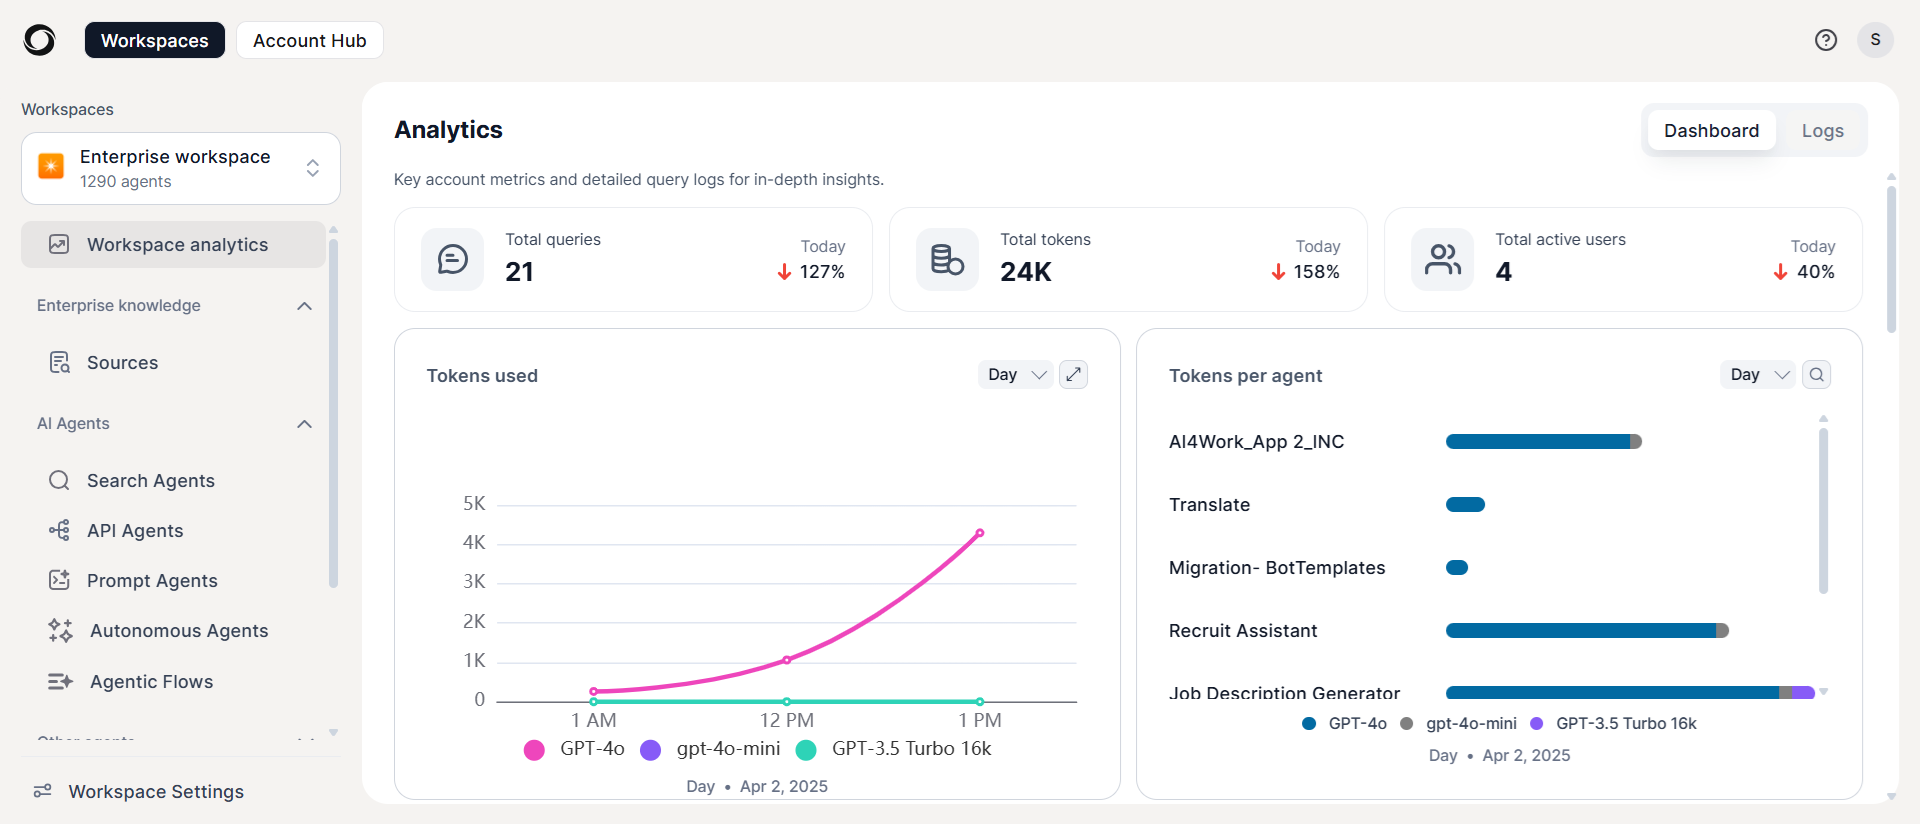 Workspaces
Account Hub
S
Workspaces
Enterprise workspace
1290 agents
Workspace analytics
Enterprise knowledge
Sources
AI Agents
Search Agents
API Agents
Prompt Agents
Autonomous Agents
Agentic Flows
Other agents
Workspace Settings
Analytics
Dashboard
Logs
Key account metrics and detailed query logs for in-depth insights.
Total queries
21
Today
127%
Total tokens
24K
Today
158%
Total active users
4
Today
40%
Tokens used
Day
5K
4K
3K
2K
1K
0
1 AM 12 PM 1 PM
GPT-4o gpt-4o-mini GPT-3.5 Turbo 16k
Day • Apr 2, 2025
Tokens per agent
Day
AI4Work_App 2_INC
Translate
Migration- BotTemplates
Recruit Assistant
Job Description Generator
GPT-4o gpt-4o-mini GPT-3.5 Turbo 16k
Day • Apr 2, 2025